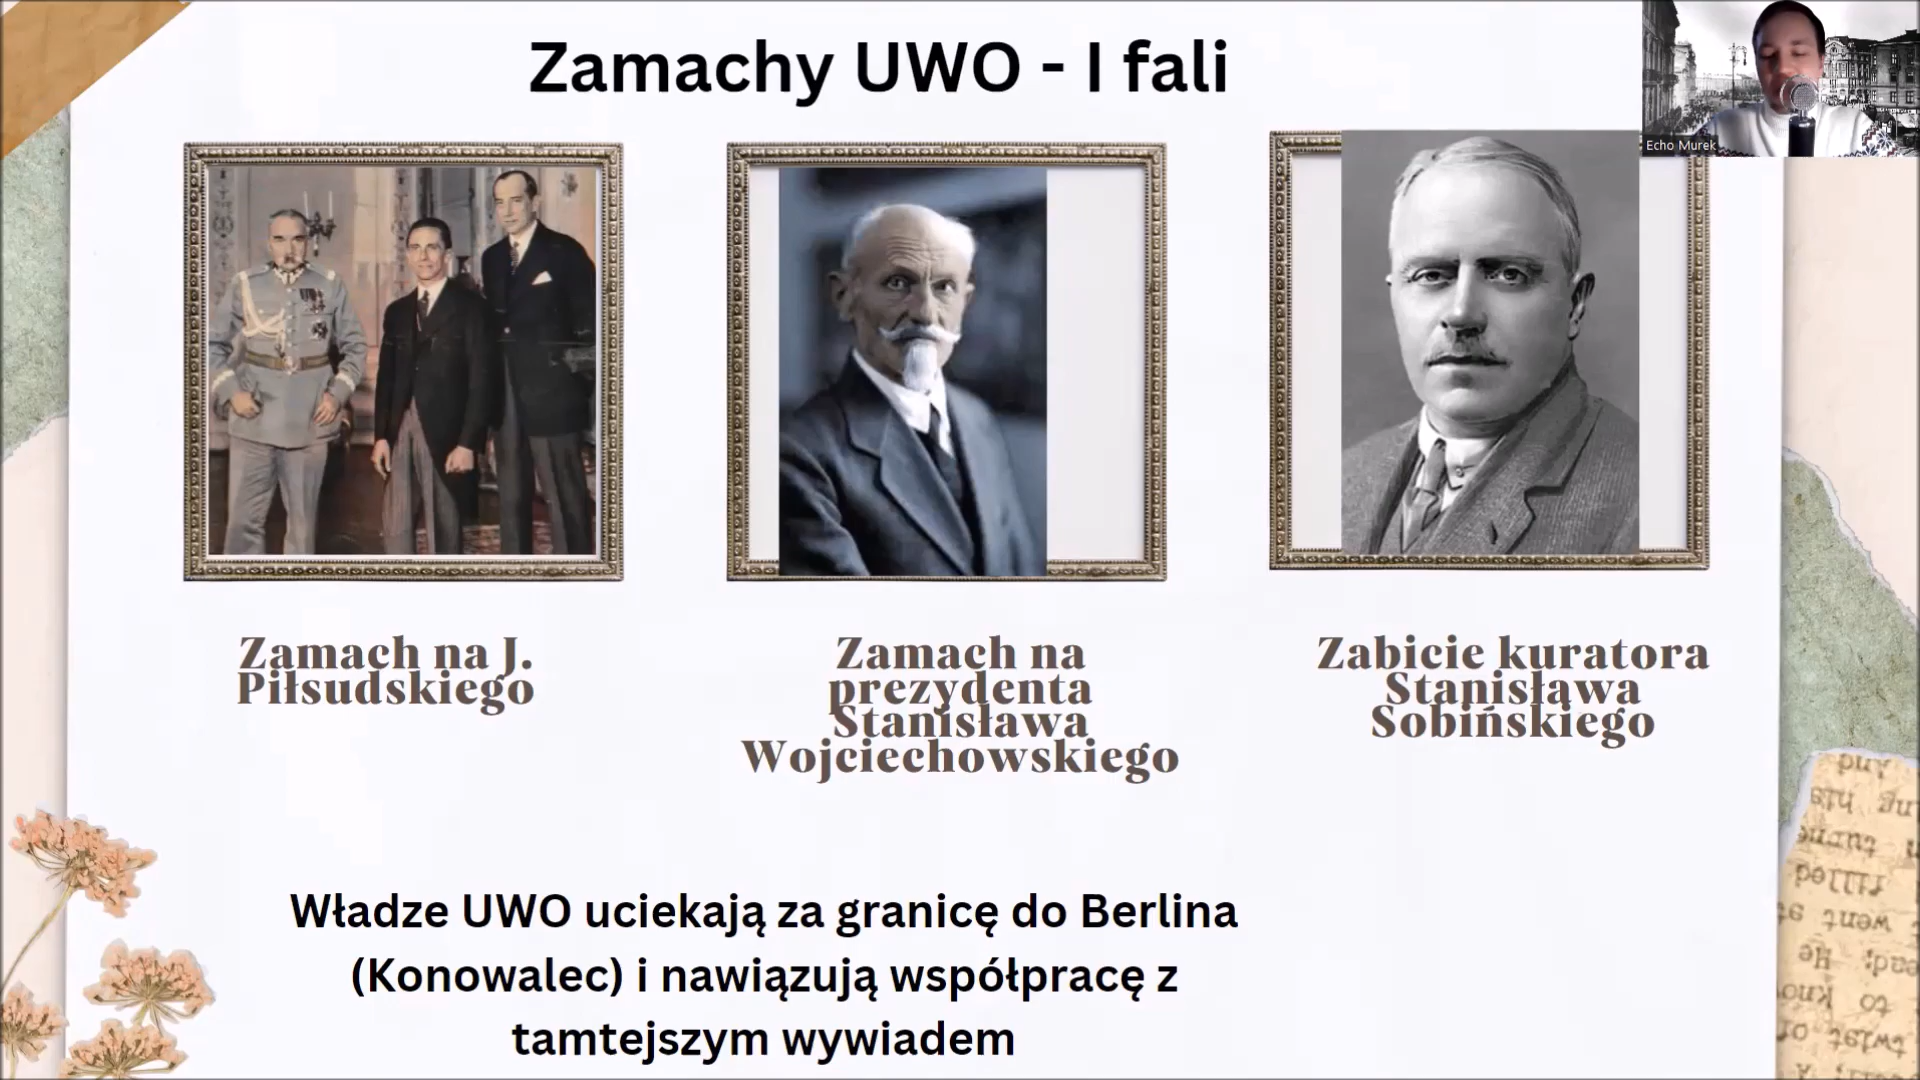 Zamachy UWO - I fali
Echo Murek
Zamach na J.
Piłsudskiego
Zamach na
prezydenta
Stanisława
Wojciechowskiego
Zabicie kuratora
Stanisława
Sobińskiego
Władze UWO uciekają za granicę do Berlina
(Konowalec) i nawiązują współpracę z
tamtejszym wywiadem